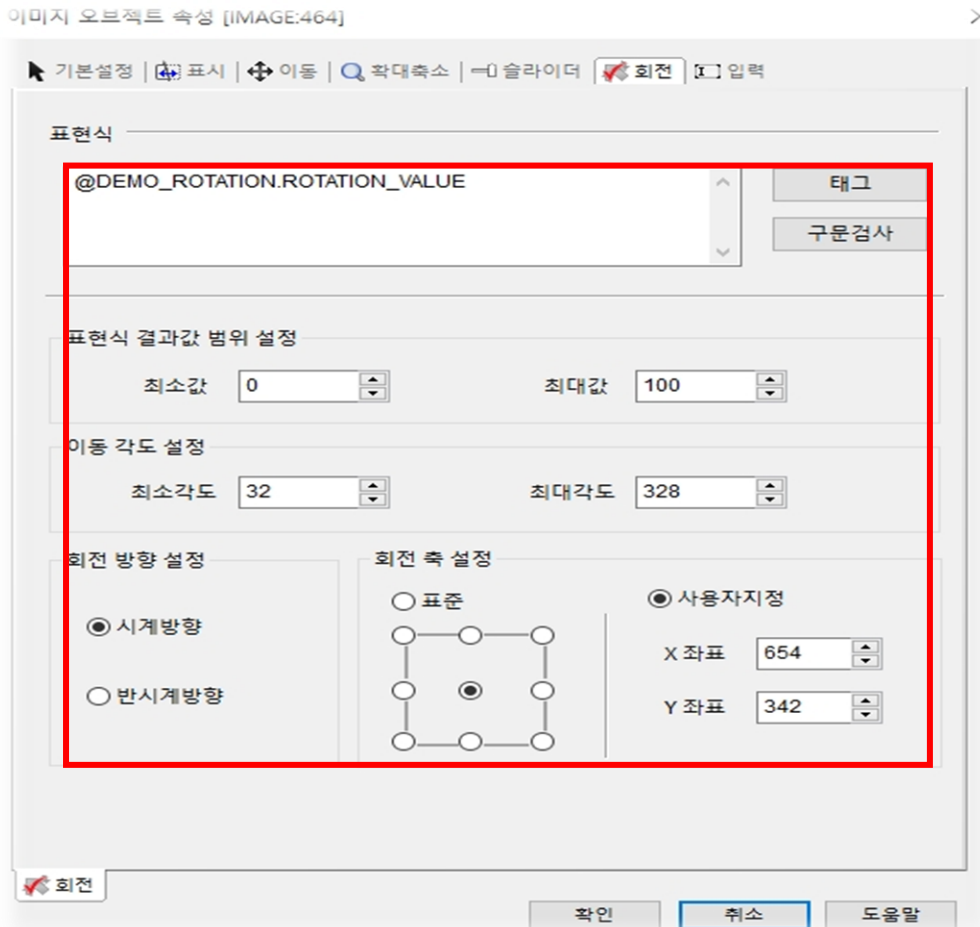 이미지 오브젝트 속성 [IMAGE:464]
기본설정 표시 이동 확대축소 슬라이더 회전 입력
표현식
@DEMO_ROTATION.ROTATION_VALUE
태그
구문검사
표현식 결과값 범위 설정
최소값 0 최대값 100
이동 각도 설정
최소각도 32 최대각도 328
회전 방향 설정
시계방향
반시계방향
회전 축 설정
표준
사용자지정
X 좌표 654
Y 좌표 342
회전
확인 취소 도움말